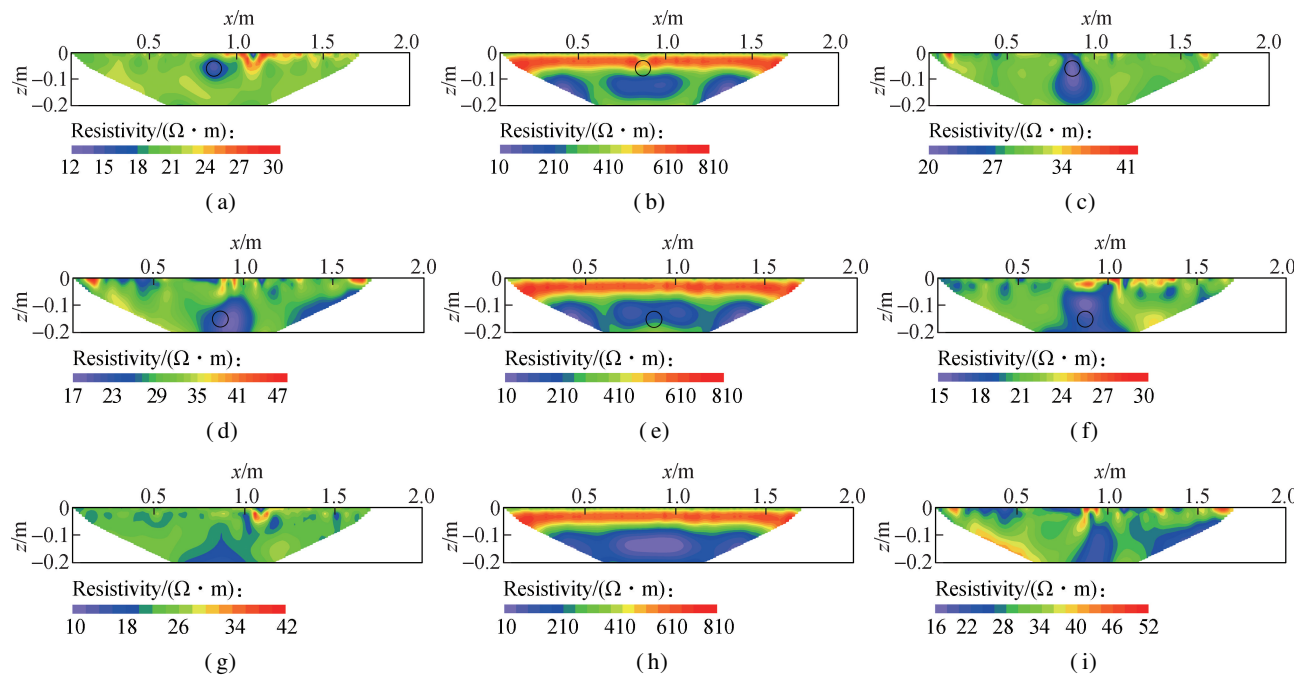 x/m
x/m
x/m
0.5 1.0 1.5 2.0
0.5 1.0 1.5 2.0
0.5 1.0 1.5 2.0
z/m
0
−0.1
−0.2
z/m
0
−0.1
−0.2
z/m
0
−0.1
−0.2
Resistivity/(Ω・m):
Resistivity/(Ω・m):
Resistivity/(Ω・m):
12 15 18 21 24 27 30
10 210 410 610 810
20 27 34 41
(a)
(b)
(c)
x/m
x/m
x/m
0.5 1.0 1.5 2.0
0.5 1.0 1.5 2.0
0.5 1.0 1.5 2.0
z/m
0
−0.1
−0.2
z/m
0
−0.1
−0.2
z/m
0
−0.1
−0.2
Resistivity/(Ω・m):
Resistivity/(Ω・m):
Resistivity/(Ω・m):
17 23 29 35 41 47
10 210 410 610 810
15 18 21 24 27 30
(d)
(e)
(f)
x/m
x/m
x/m
0.5 1.0 1.5 2.0
0.5 1.0 1.5 2.0
0.5 1.0 1.5 2.0
z/m
0
−0.1
−0.2
z/m
0
−0.1
−0.2
z/m
0
−0.1
−0.2
Resistivity/(Ω・m):
Resistivity/(Ω・m):
Resistivity/(Ω・m):
10 18 26 34 42
10 210 410 610 810
16 22 28 34 40 46 52
(g)
(h)
(i)